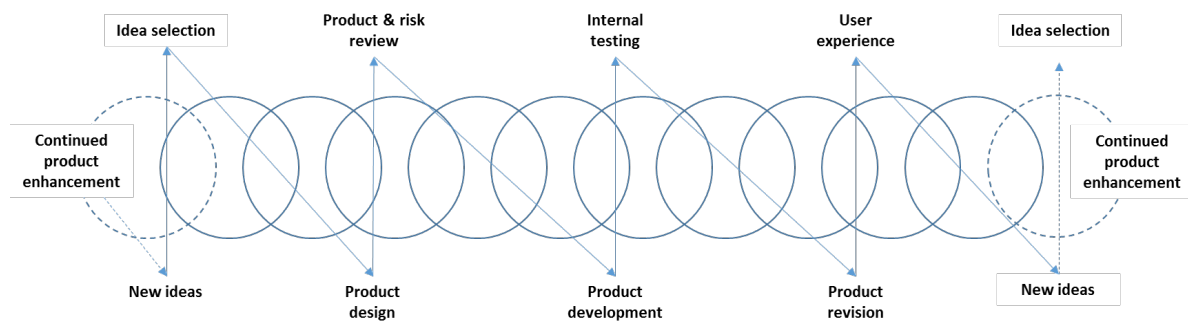 Idea selection
Product & risk
review
Internal
testing
User
experience
Idea selection
Continued
product
enhancement
Continued
product
enhancement
New ideas
Product
design
Product
development
Product
revision
New ideas